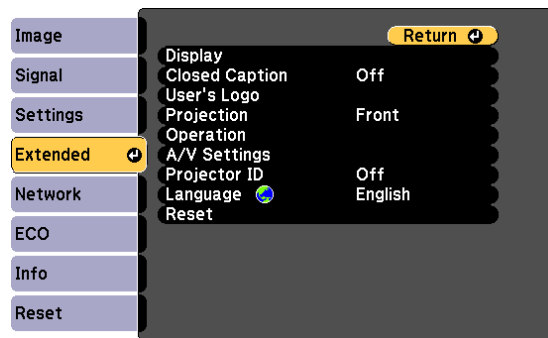 Image
Signal
Settings
Extended
Network
ECO
Info
Reset
Return
Display
Closed Caption Off
User's Logo
Projection Front
Operation
A/V Settings
Projector ID Off
Language English
Reset